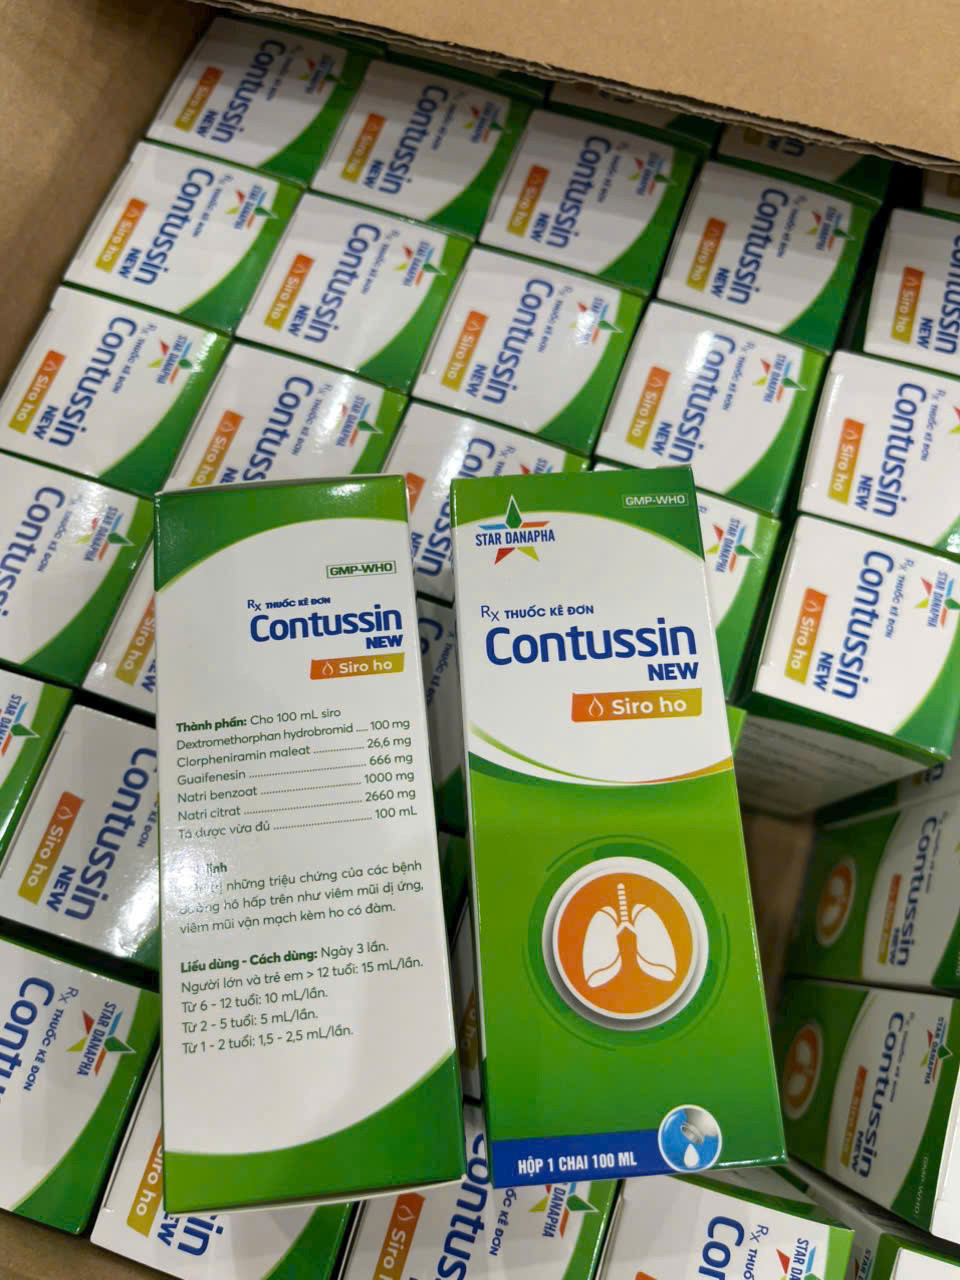 GMP-WHO
Rx THUỐC KÊ ĐƠN
Contussin
NEW
Siro ho
Thành phần: Cho 100 mL siro
Dextromethorphan hydrobromid ..... 100 mg
Clorpheniramin maleat ............... 26,6 mg
Guaifenesin ................................... 666 mg
Natri benzoat ............................... 1000 mg
Natri citrat ................................... 2660 mg
Tá dược vừa đủ ............................. 100 mL
những triệu chứng của các bệnh
đường hô hấp trên như viêm mũi dị ứng,
viêm mũi vận mạch kèm ho có đàm.
Liều dùng - Cách dùng: Ngày 3 lần.
Người lớn và trẻ em > 12 tuổi: 15 mL/lần.
Từ 6 - 12 tuổi: 10 mL/lần.
Từ 2 - 5 tuổi: 5 mL/lần.
Từ 1 - 2 tuổi: 1,5 - 2,5 mL/lần.
GMP-WHO
STAR DANAPHA
Rx THUỐC KÊ ĐƠN
Contussin
NEW
Siro ho
HỘP 1 CHAI 100 ML